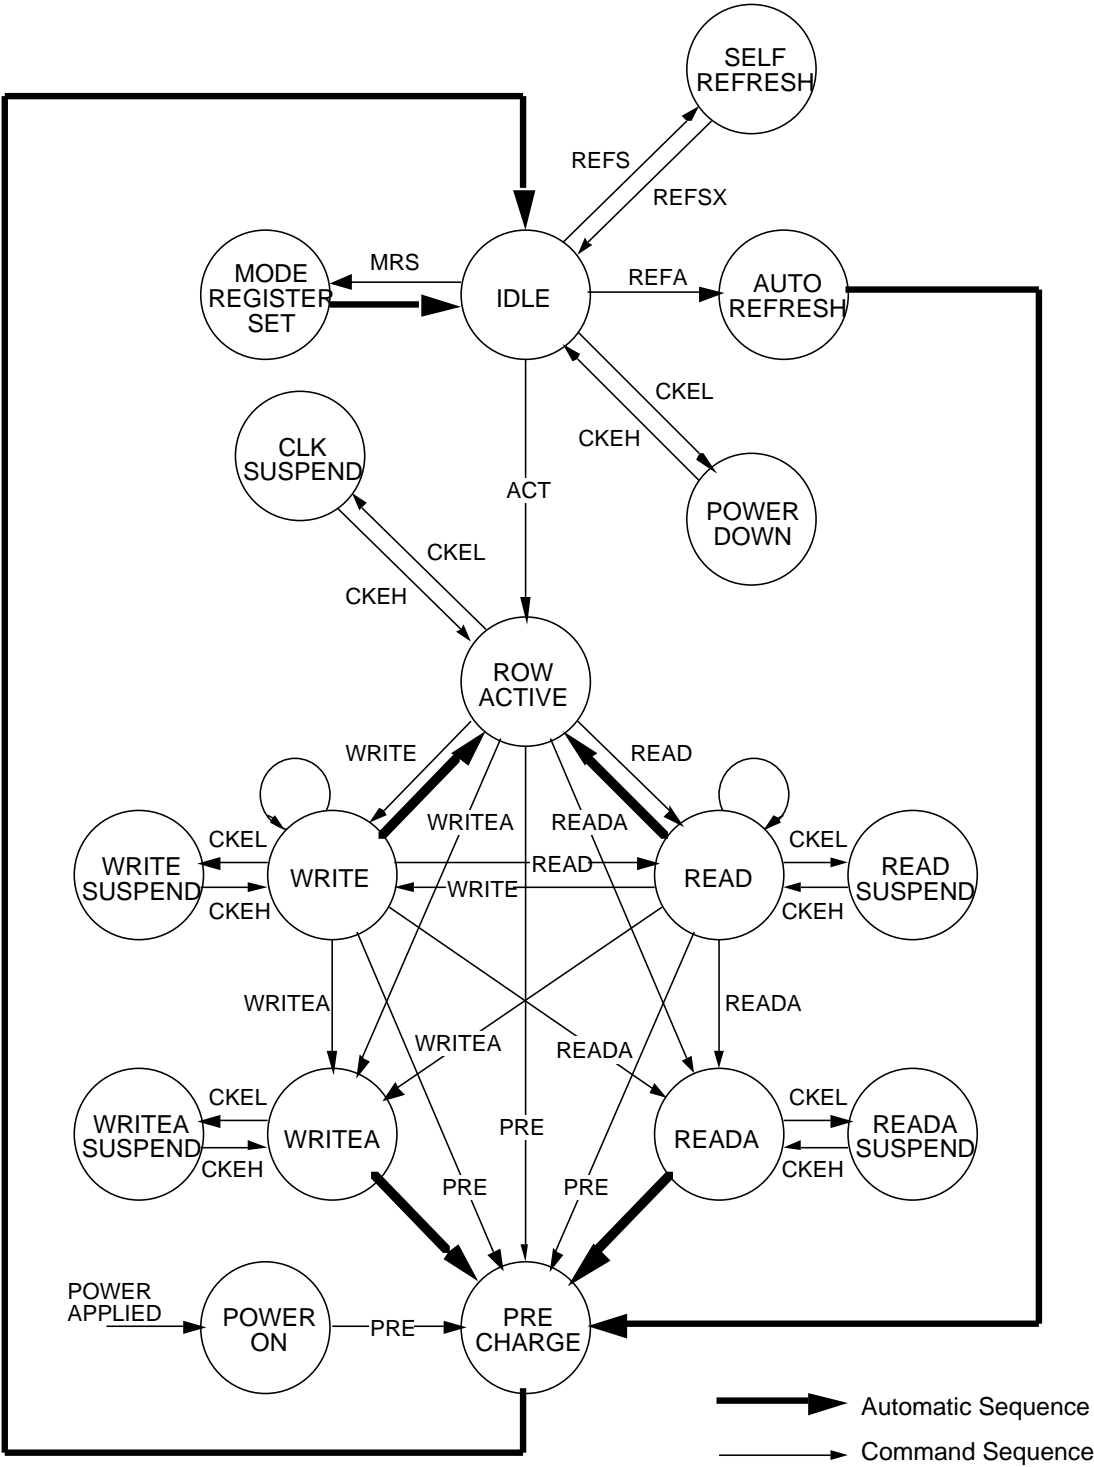 SELF
REFRESH
REFS
REFSX
MRS
MODE
REGISTER
SET
IDLE
REFA
AUTO
REFRESH
CKEL
CKEH
CLK
SUSPEND
ACT
POWER
DOWN
CKEL
CKEH
ROW
ACTIVE
WRITE
READ
WRITEA
READA
CKEL
WRITE
SUSPEND
CKEH
WRITE
READ
WRITE
READ
CKEL
READ
SUSPEND
CKEH
WRITEA
READA
WRITEA
READA
CKEL
WRITEA
SUSPEND
CKEH
WRITEA
PRE
READA
CKEL
READA
SUSPEND
CKEH
PRE
PRE
POWER
APPLIED
POWER
ON
PRE
PRE
CHARGE
Automatic Sequence
Command Sequence